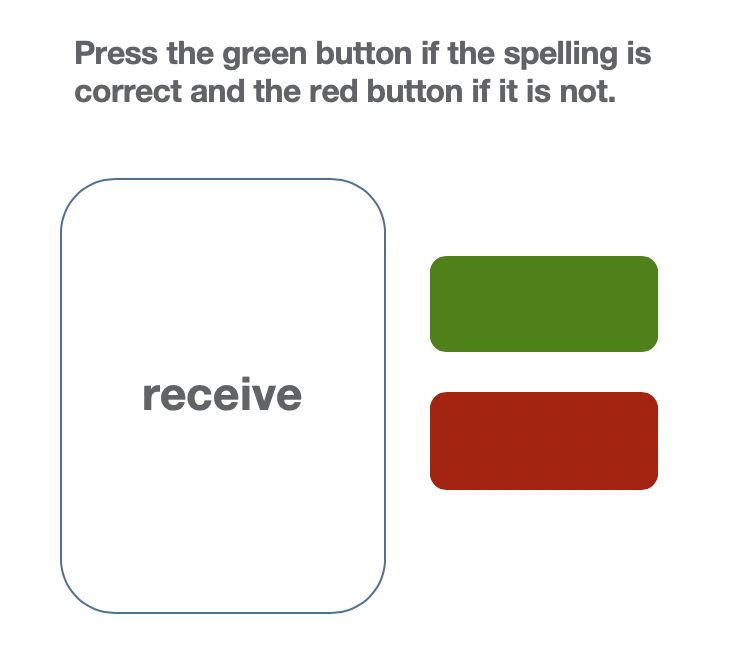 Press the green button if the spelling is
correct and the red button if it is not.
receive